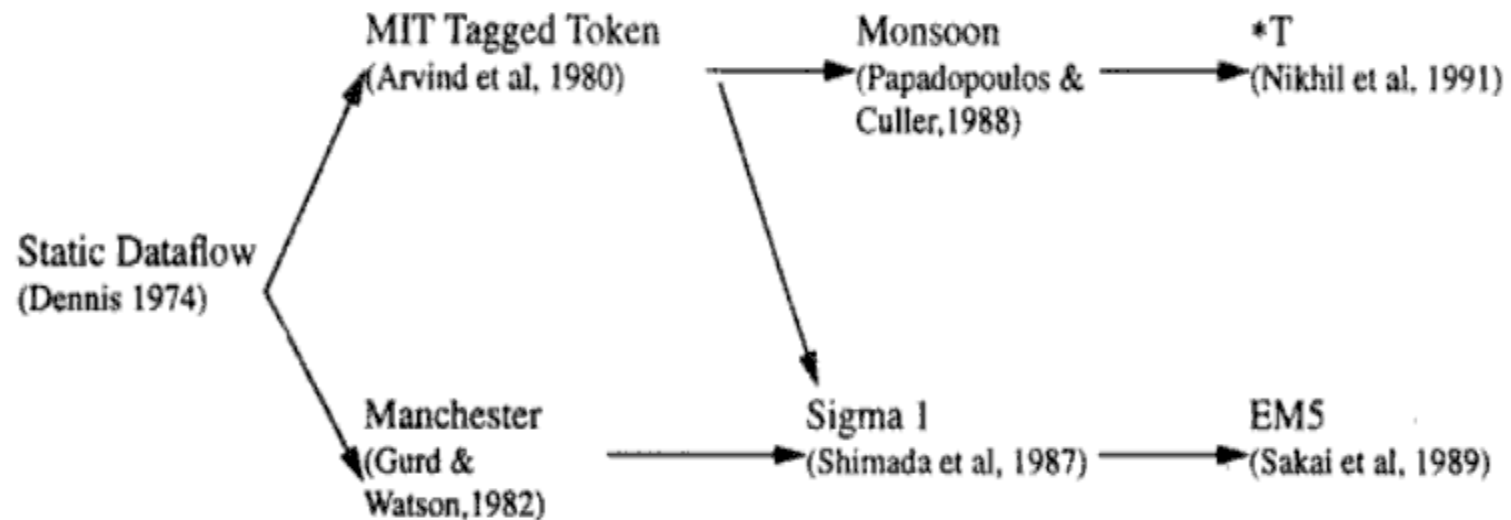 MIT Tagged Token
(Arvind et al, 1980)
Monsoon
(Papadopoulos &
Culler,1988)
*T
(Nikhil et al, 1991)
Static Dataflow
(Dennis 1974)
Manchester
(Gurd &
Watson,1982)
Sigma 1
(Shimada et al, 1987)
EM5
(Sakai et al, 1989)